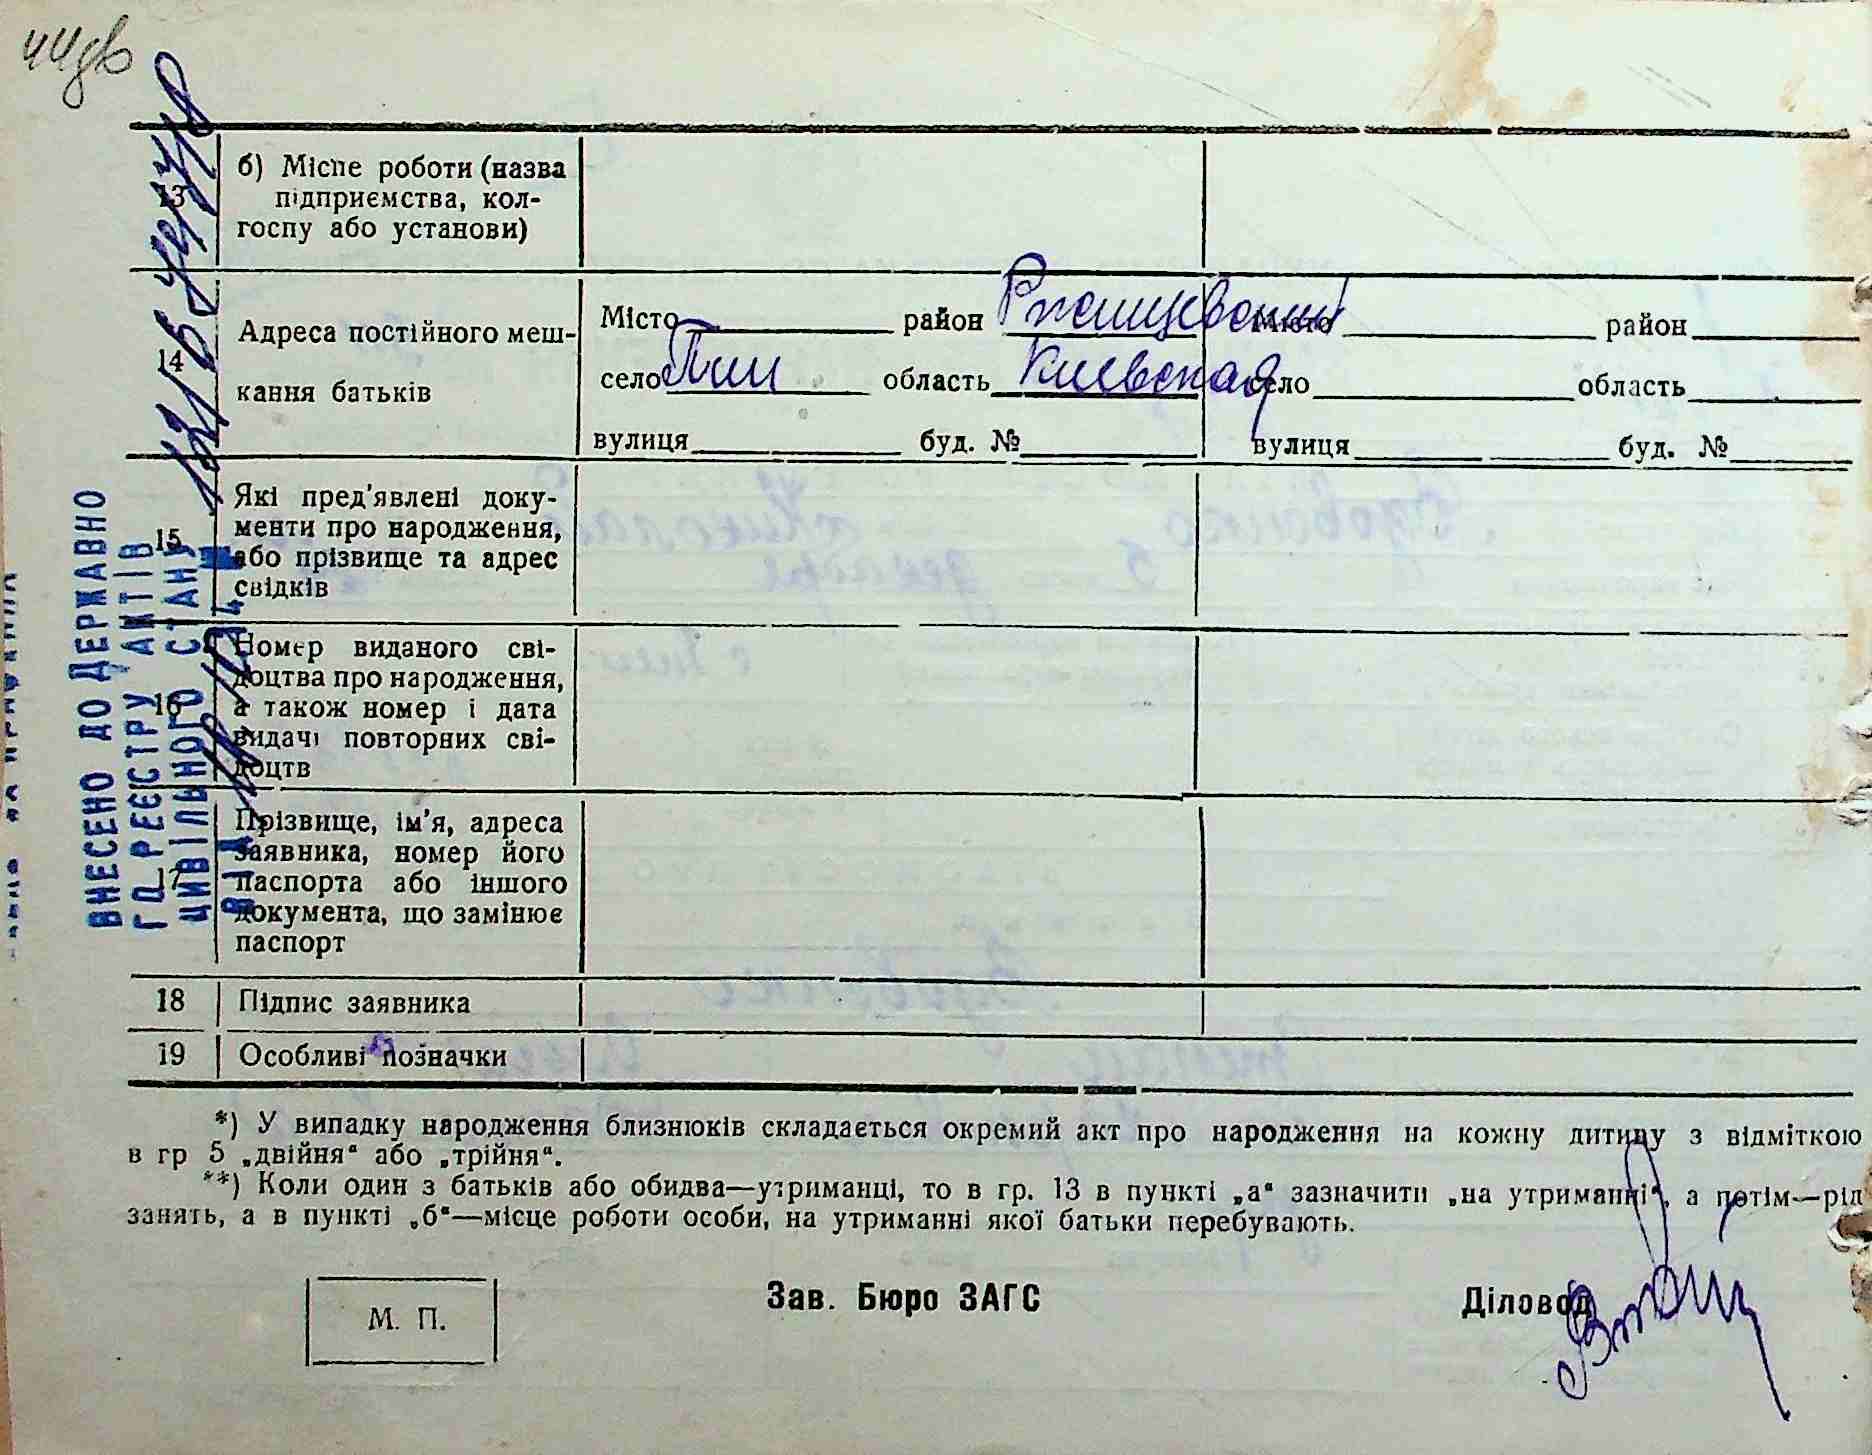 13
б) Місце роботи (назва
підприємства, кол-
госпу або установи)
14
Адреса постійного меш-
кання батьків
Місто район Ржищевский
село Пии область Киевская
вулиця буд. №
Місто район
село область
вулиця буд. №
15
Які пред'явлені доку-
менти про народження,
або прізвище та адрес
свідків
16
Номер виданого сві-
доцтва про народження,
а також номер і дата
видачі повторних сві-
доцтв
17
Прізвище, ім'я, адреса
заявника, номер його
паспорта або іншого
документа, що замінює
паспорт
18 Підпис заявника
19 Особливі позначки
*) У випадку народження близнюків складається окремий акт про народження на кожну дитину з відміткою
в гр 5 „двійня“ або „трійня“.
**) Коли один з батьків або обидва—утриманці, то в гр. 13 в пункті „а“ зазначити „на утриманні“, а потім—рід
занять, а в пункті „б“—місце роботи особи, на утриманні якої батьки перебувають.
М. П.
Зав. Бюро ЗАГС
Діловод
ВНЕСЕНО ДО ДЕРЖАВНО
ГО РЕЄСТРУ АКТІВ
ЦИВІЛЬНОГО СТАНУ
ВІД